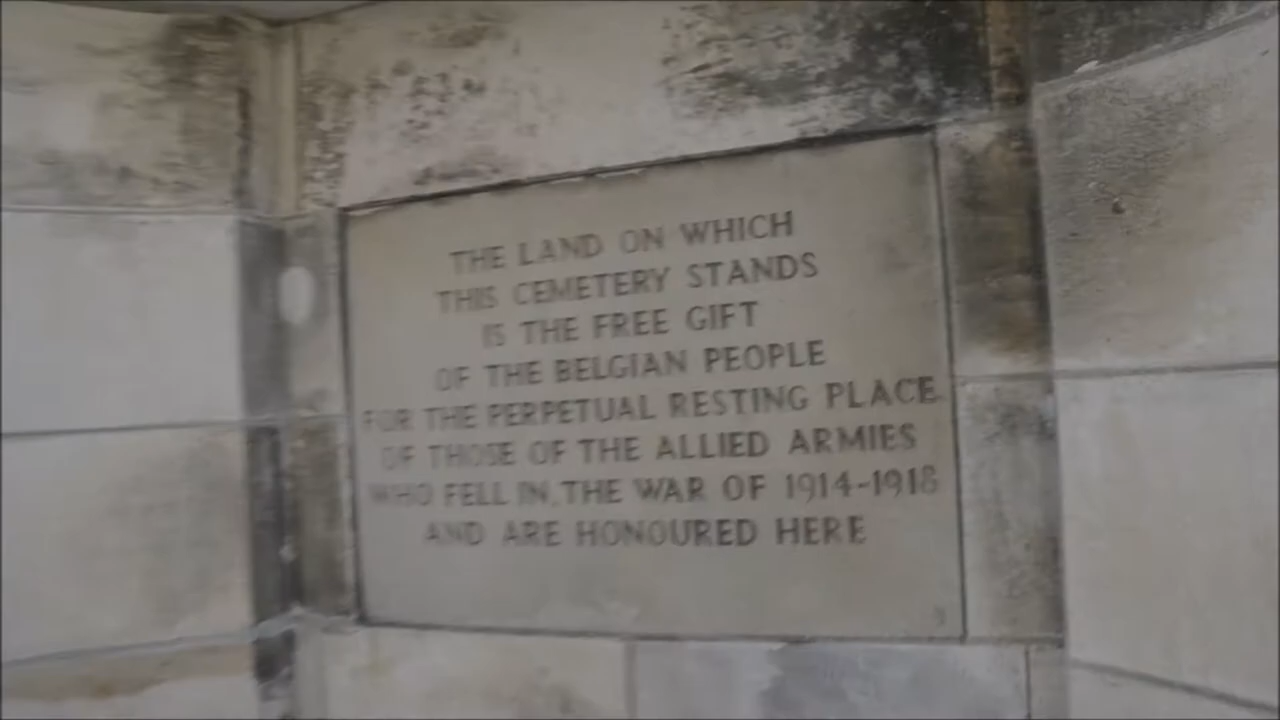 THE LAND ON WHICH
THIS CEMETERY STANDS
IS THE FREE GIFT
OF THE BELGIAN PEOPLE
FOR THE PERPETUAL RESTING PLACE
OF THOSE OF THE ALLIED ARMIES
WHO FELL IN THE WAR OF 1914-1918
AND ARE HONOURED HERE